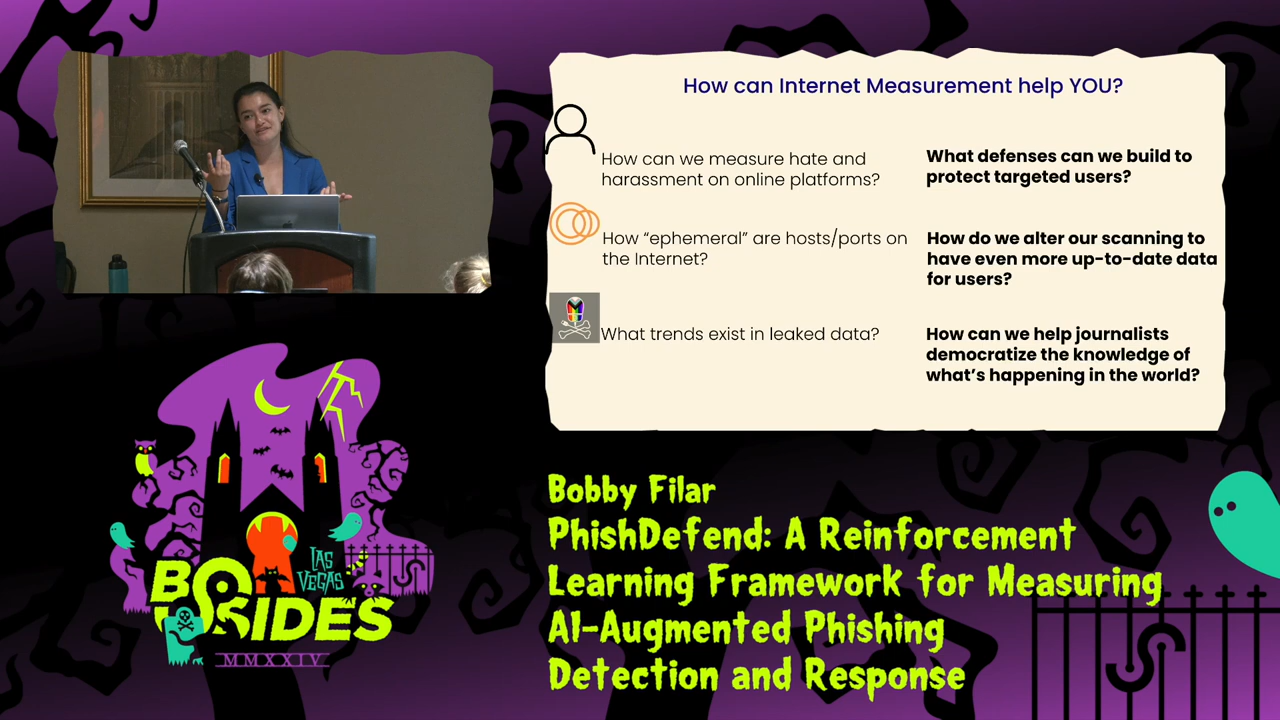 How can Internet Measurement help YOU?
How can we measure hate and
harassment on online platforms?
What defenses can we build to
protect targeted users?
How “ephemeral” are hosts/ports on
the Internet?
How do we alter our scanning to
have even more up-to-date data
for users?
What trends exist in leaked data?
How can we help journalists
democratize the knowledge of
what’s happening in the world?
LAS
VEGAS
BSIDES
MMXXIV
Bobby Filar
PhishDefend: A Reinforcement
Learning Framework for Measuring
AI-Augmented Phishing
Detection and Response